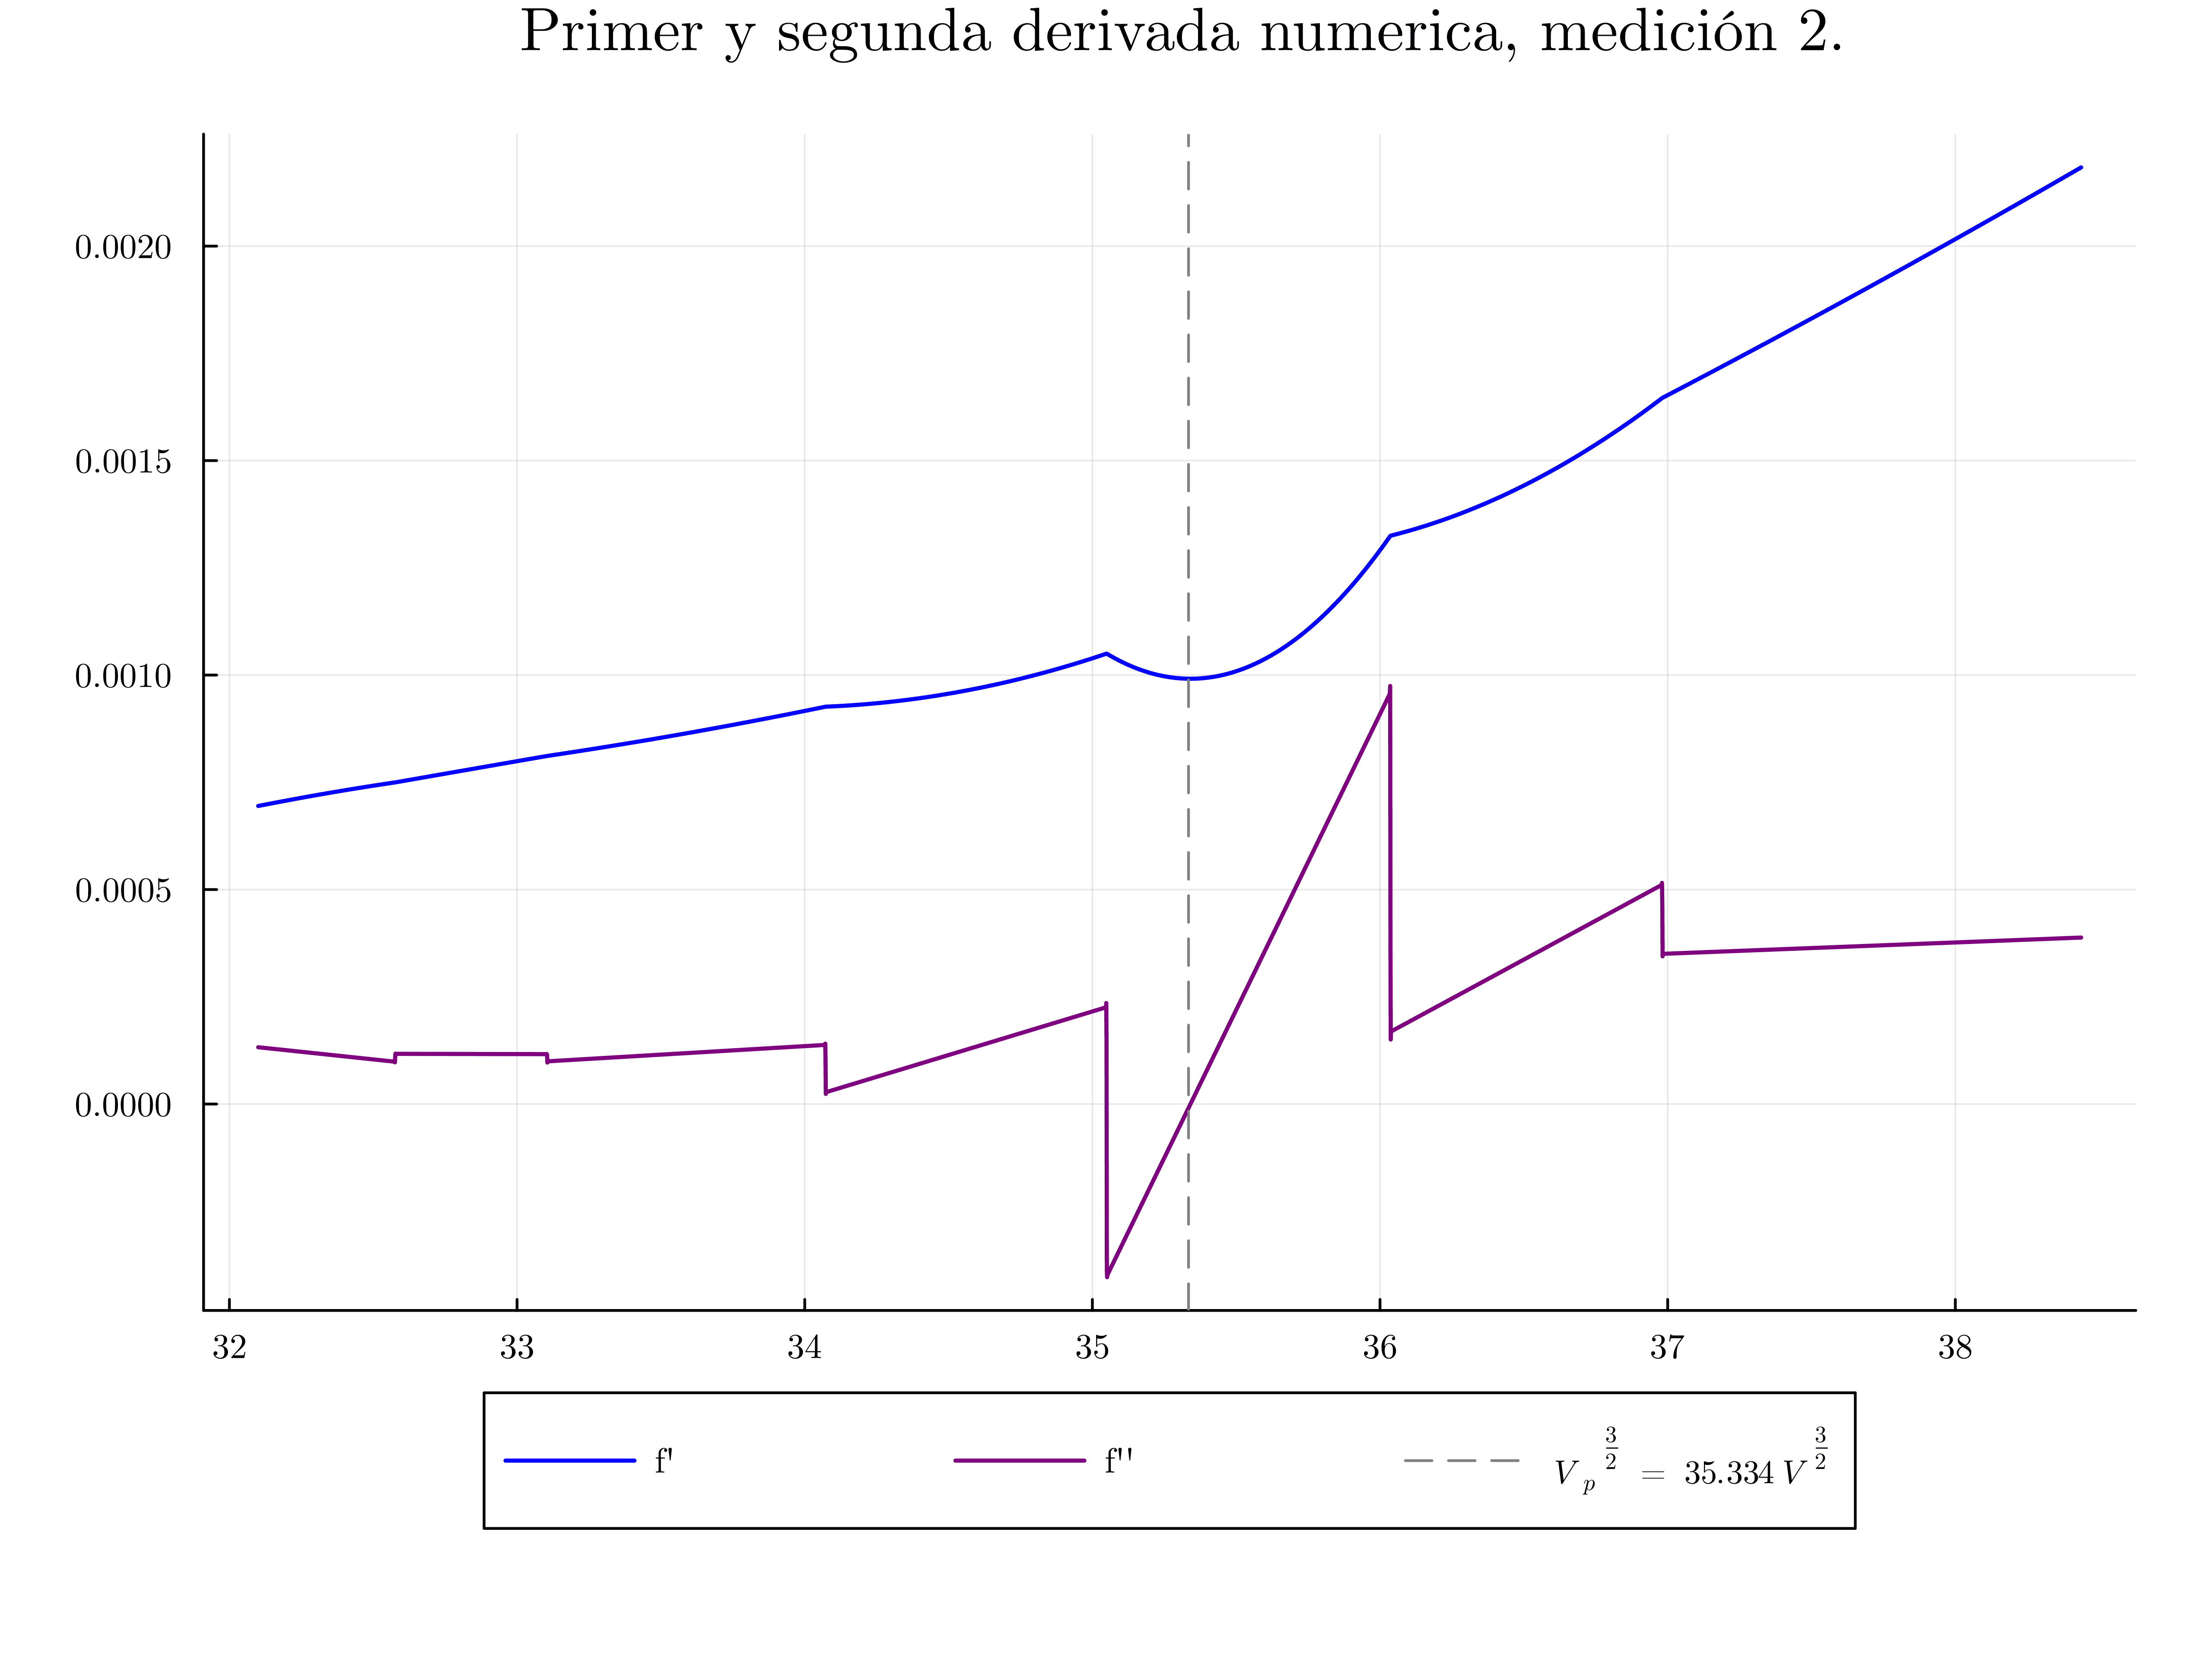 Primer y segunda derivada numerica, medición 2.
0.0020
0.0015
0.0010
0.0005
0.0000
32 33 34 35 36 37 38
f' f'' V_p^{3/2} = 35.334 V^{3/2}